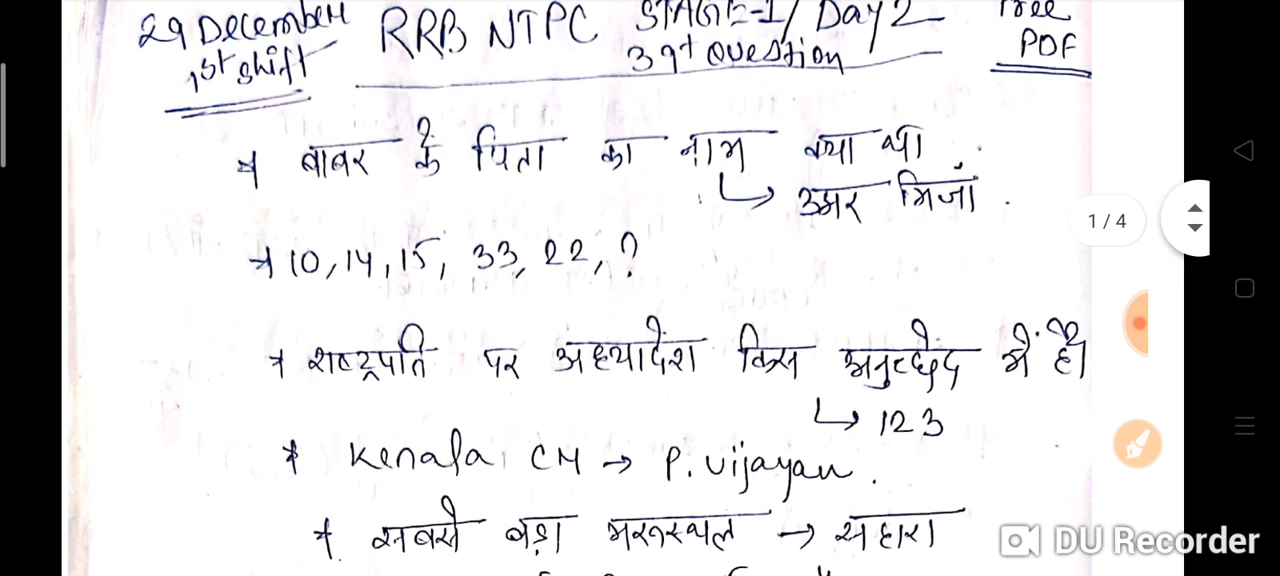 29 December RRB NTPC STAGE-1/ Day 2 Free
1st shift 39+ Question PDF
* बाबर के पिता का नाम क्या थी
↳ उमर मिर्जा .
→ 10, 14, 15, 33, 22, ?
* राष्ट्रपति पर अध्यादेश किस अनुच्छेद में है।
↳ 123
1/4
* Kerala CM → P. Vijayan .
* सबसे बड़ा मरुस्थल → सहारा
DU Recorder